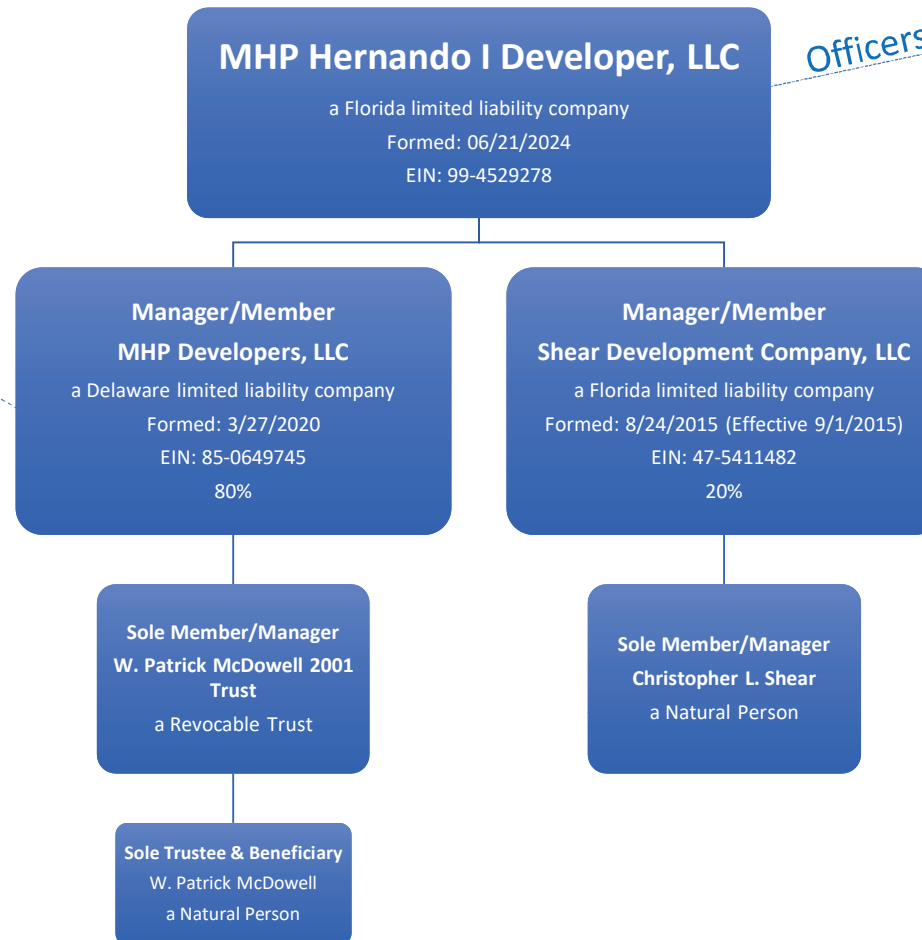 MHP Hernando I Developer, LLC
a Florida limited liability company
Formed: 06/21/2024
EIN: 99-4529278
Officers
Manager/Member
MHP Developers, LLC
a Delaware limited liability company
Formed: 3/27/2020
EIN: 85-0649745
80%
Manager/Member
Shear Development Company, LLC
a Florida limited liability company
Formed: 8/24/2015 (Effective 9/1/2015)
EIN: 47-5411482
20%
Sole Member/Manager
W. Patrick McDowell 2001
Trust
a Revocable Trust
Sole Member/Manager
Christopher L. Shear
a Natural Person
Sole Trustee & Beneficiary
W. Patrick McDowell
a Natural Person